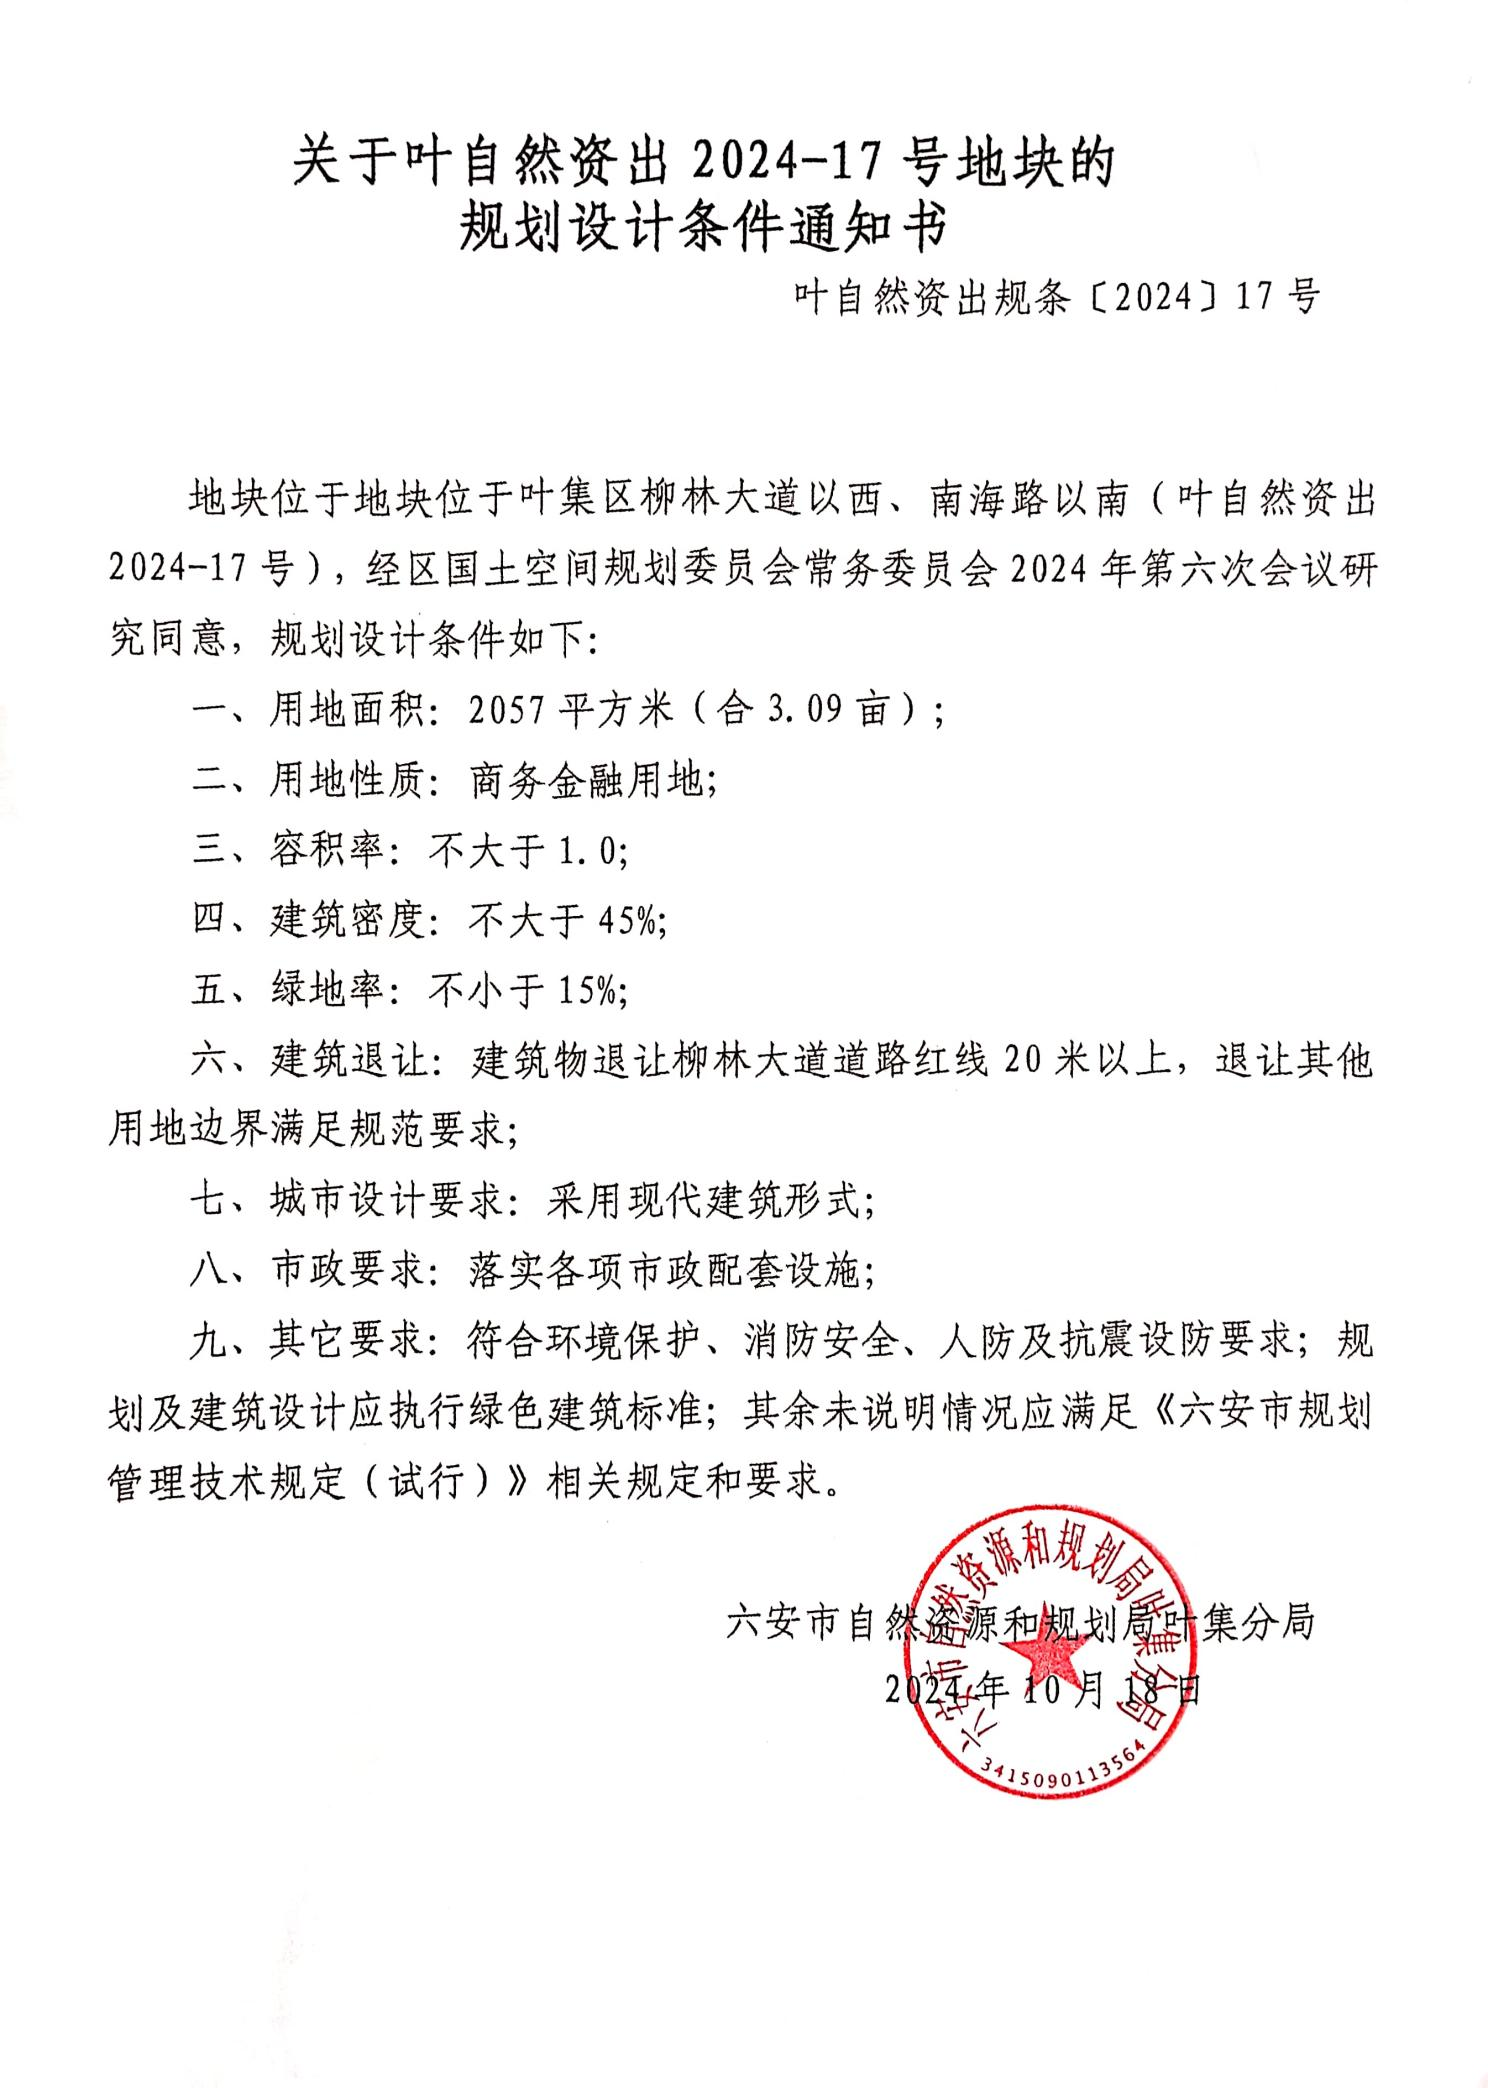 关于叶自然资出 2024-17 号地块的
规划设计条件通知书
叶自然资出规条〔2024〕17 号
地块位于地块位于叶集区柳林大道以西、南海路以南（叶自然资出
2024-17 号），经区国土空间规划委员会常务委员会 2024 年第六次会议研
究同意，规划设计条件如下：
一、用地面积：2057 平方米（合 3.09 亩）；
二、用地性质：商务金融用地；
三、容积率：不大于 1.0；
四、建筑密度：不大于 45%；
五、绿地率：不小于 15%；
六、建筑退让：建筑物退让柳林大道道路红线 20 米以上，退让其他
用地边界满足规范要求；
七、城市设计要求：采用现代建筑形式；
八、市政要求：落实各项市政配套设施；
九、其它要求：符合环境保护、消防安全、人防及抗震设防要求；规
划及建筑设计应执行绿色建筑标准；其余未说明情况应满足《六安市规划
管理技术规定（试行）》相关规定和要求。
六安市自然资源和规划局叶集分局
2024 年 10 月 18 日
六安市自然资源和规划局叶集分局
3415090113564